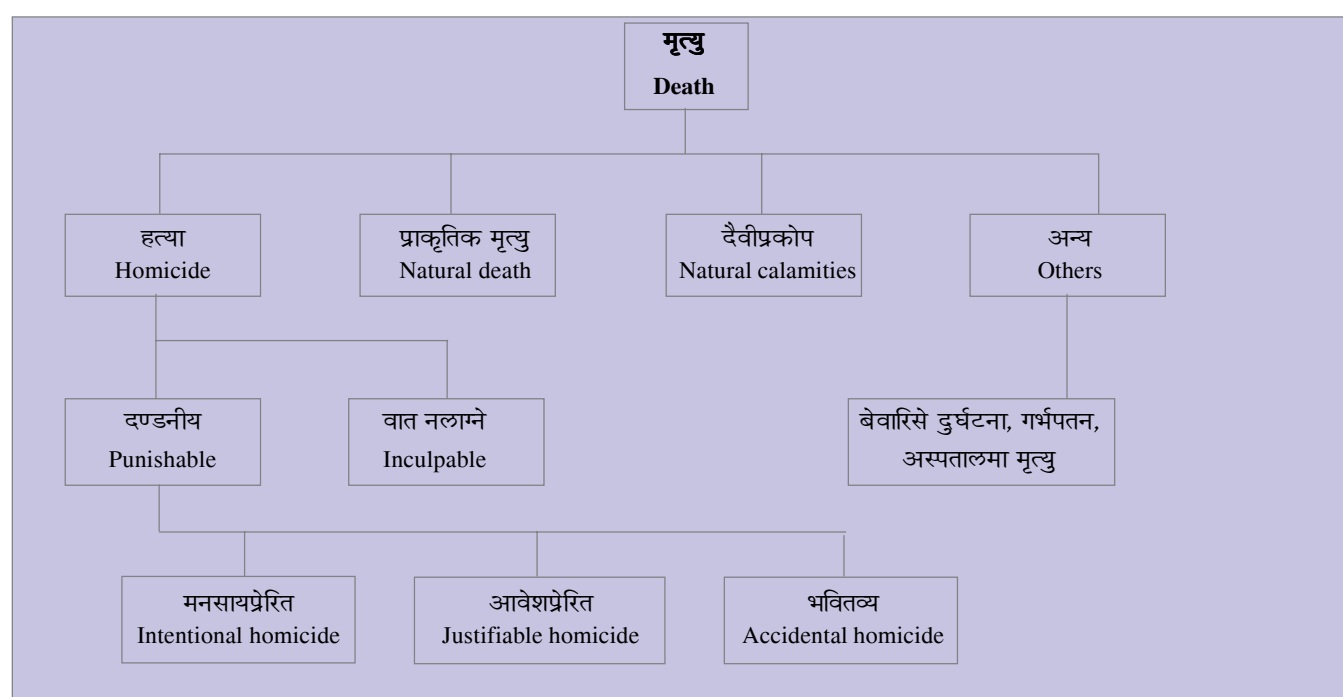 मृत्यु
Death
हत्या
Homicide
प्राकृतिक मृत्यु
Natural death
दैवीप्रकोप
Natural calamities
अन्य
Others
दण्डनीय
Punishable
वात नलाग्ने
Inculpable
बेवारिसे दुर्घटना, गर्भपतन,
अस्पतालमा मृत्यु
मनसायप्रेरित
Intentional homicide
आवेशप्रेरित
Justifiable homicide
भवितव्य
Accidental homicide